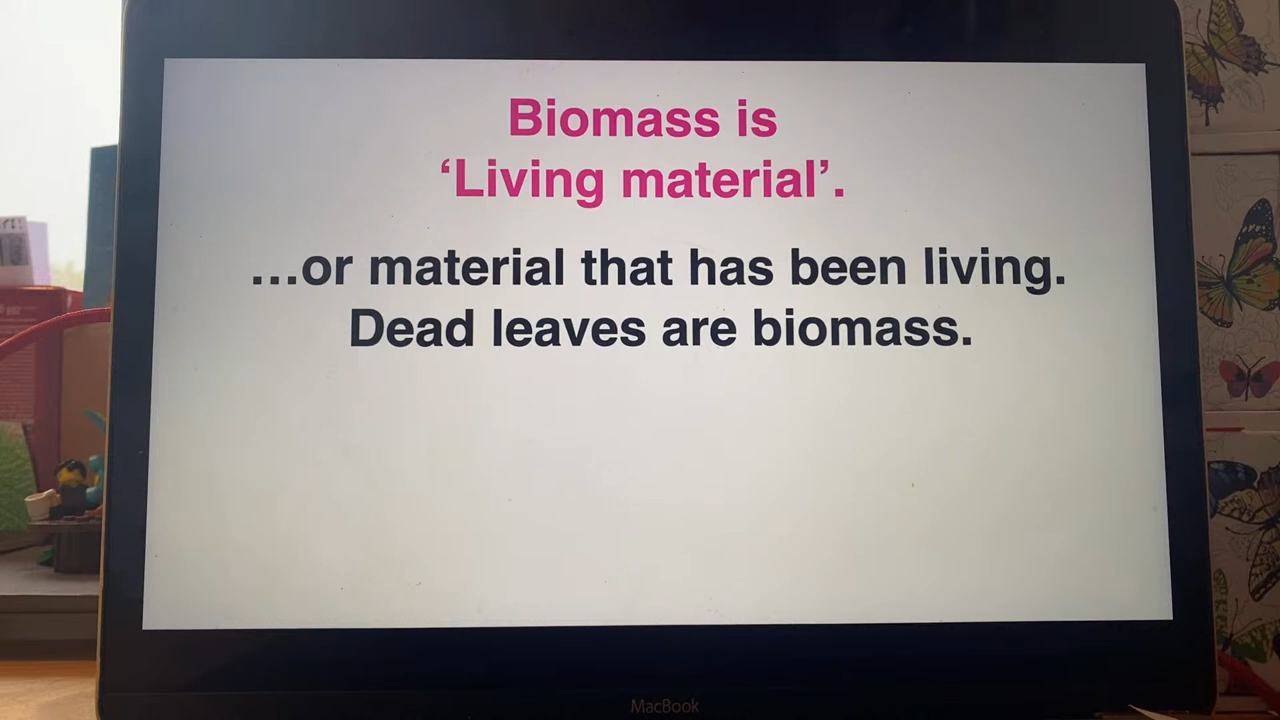 Biomass is
‘Living material’.
...or material that has been living.
Dead leaves are biomass.
MacBook